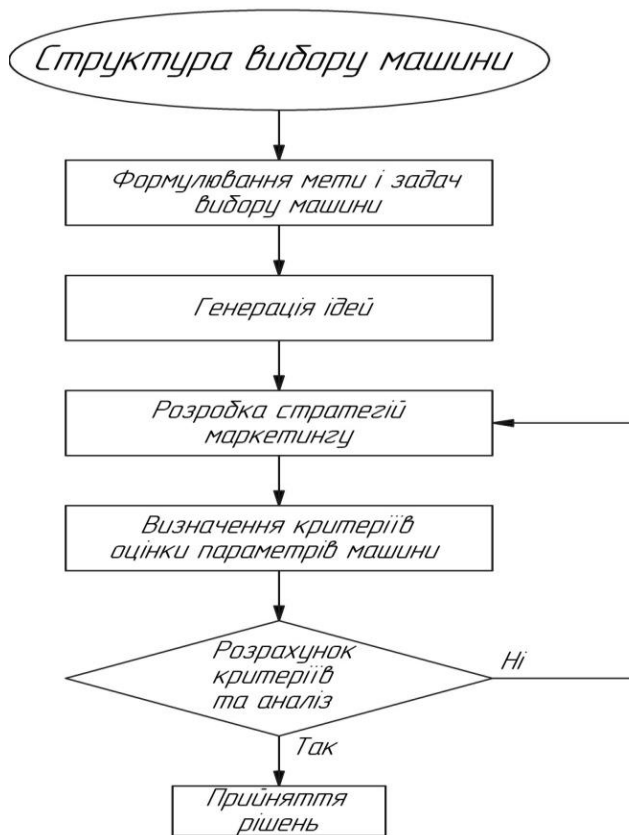 Структура вибору машини
Формулювання мети і задач
вибору машини
Генерація ідей
Розробка стратегій
маркетингу
Визначення критеріїв
оцінки параметрів машини
Розрахунок
критеріїв
та аналіз
Ні
Так
Прийняття
рішень